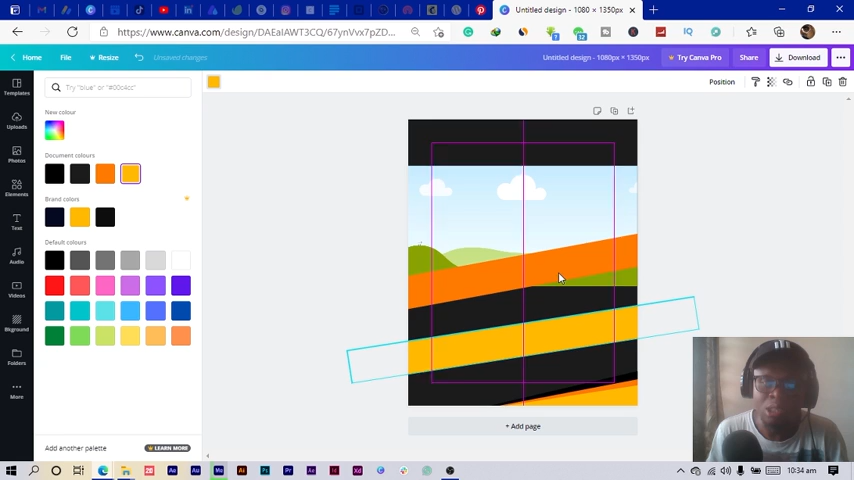 Untitled design - 1080 × 1350px
https://www.canva.com/design/DAEaIAWT3CQ/67ynVvx7pZD...
Home
File
Resize
Unsaved changes
Untitled design - 1080px × 1350px
Try Canva Pro
Share
Download
Templates
Uploads
Photos
Elements
Text
Audio
Videos
Bkground
Folders
More
Try "blue" or "#00c4cc"
New colour
Document colours
Brand colors
Default colours
Add another palette
LEARN MORE
Position
+ Add page
10:34 am